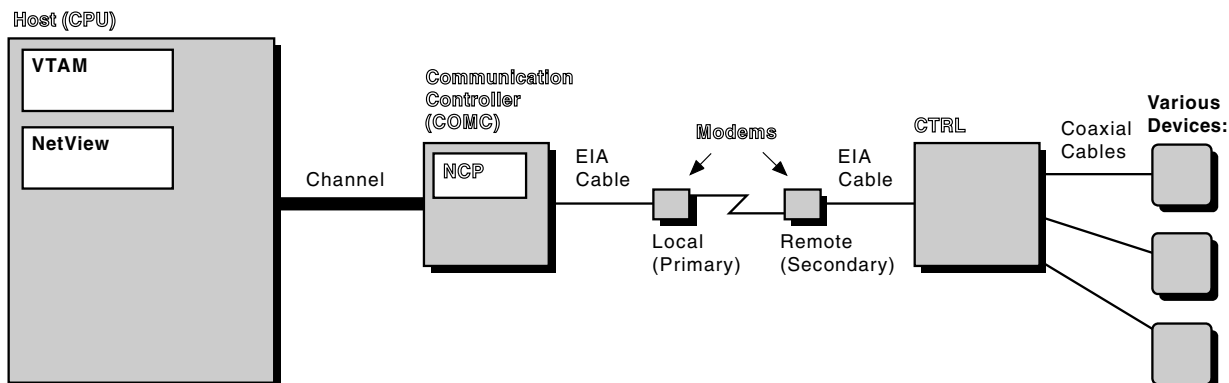 Host (CPU)
VTAM
NetView
Channel
Communication
Controller
(COMC)
NCP
EIA
Cable
Modems
Local
(Primary)
Remote
(Secondary)
EIA
Cable
CTRL
Coaxial
Cables
Various
Devices: